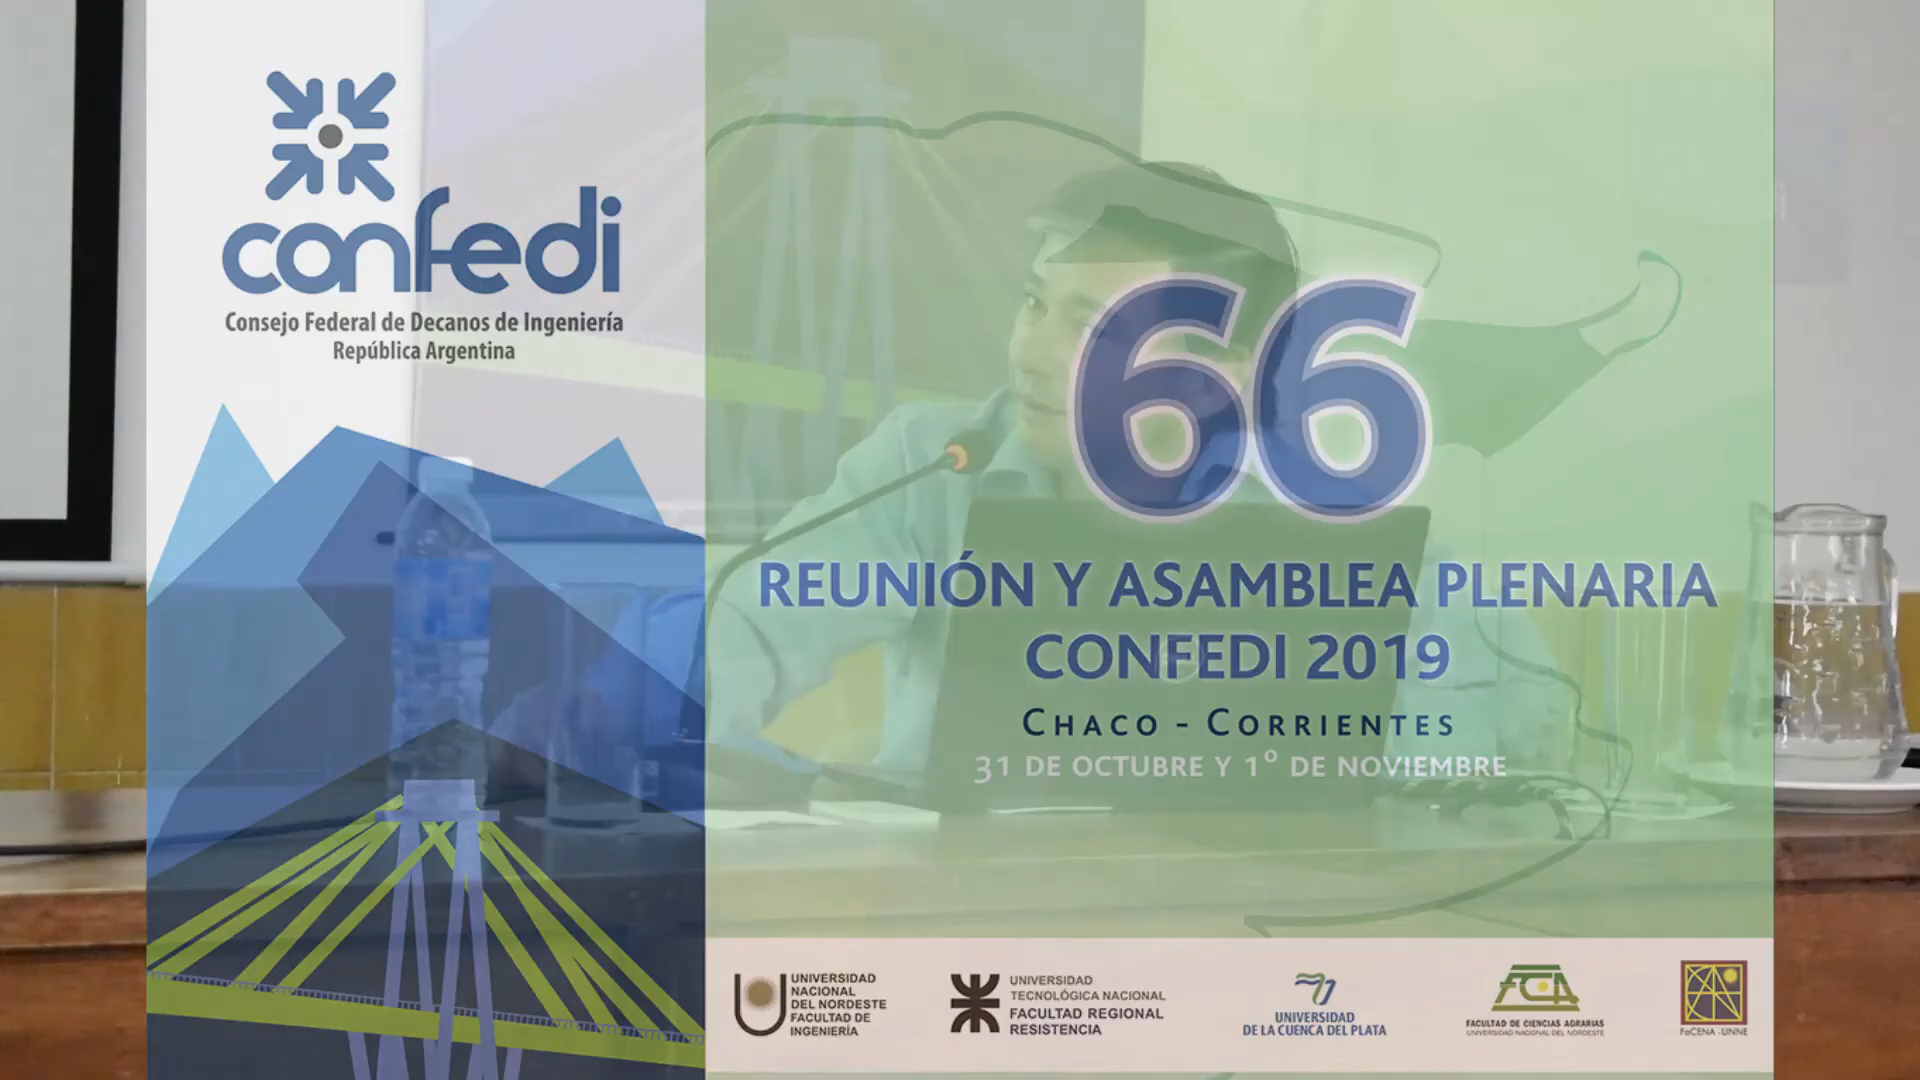 confedi
Consejo Federal de Decanos de Ingeniería
República Argentina
66
REUNIÓN Y ASAMBLEA PLENARIA
CONFEDI 2019
CHACO - CORRIENTES
31 DE OCTUBRE Y 1º DE NOVIEMBRE
UNIVERSIDAD
NACIONAL
DEL NORDESTE
FACULTAD DE
INGENIERÍA
UNIVERSIDAD
TECNOLÓGICA NACIONAL
FACULTAD REGIONAL
RESISTENCIA
UNIVERSIDAD
DE LA CUENCA DEL PLATA
FCA
FACULTAD DE CIENCIAS AGRARIAS
UNIVERSIDAD NACIONAL DEL NORDESTE
FaCENA - UNNE